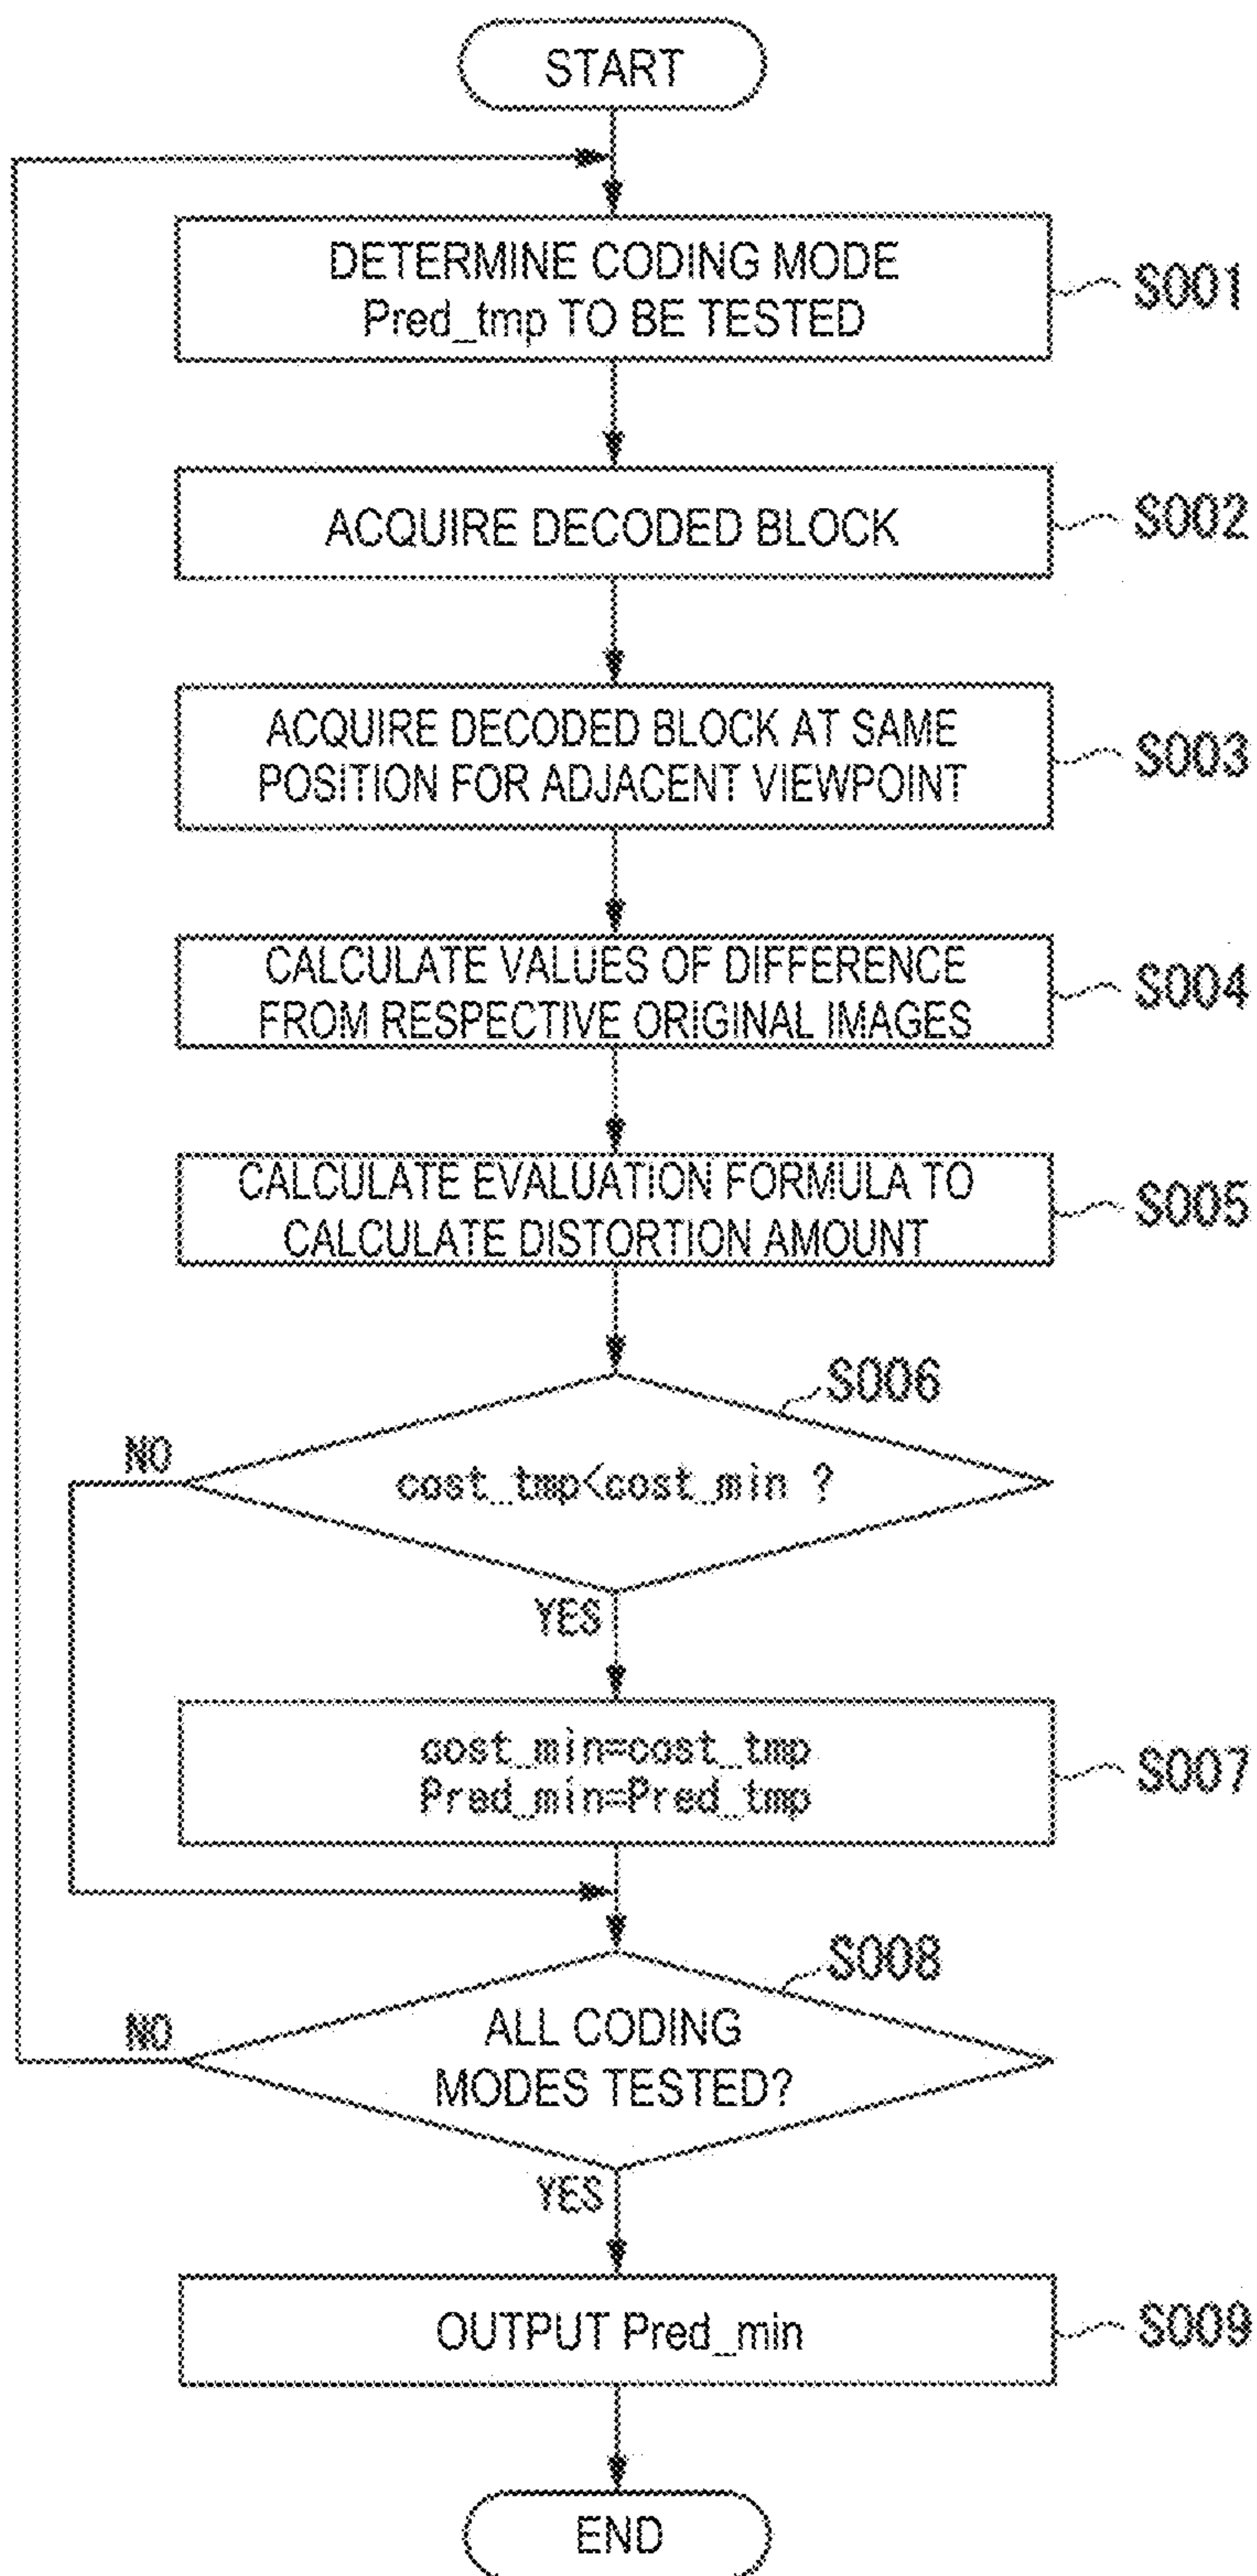 START
DETERMINE CODING MODE
Pred_tmp TO BE TESTED
S001
ACQUIRE DECODED BLOCK
S002
ACQUIRE DECODED BLOCK AT SAME
POSITION FOR ADJACENT VIEWPOINT
S003
CALCULATE VALUES OF DIFFERENCE
FROM RESPECTIVE ORIGINAL IMAGES
S004
CALCULATE EVALUATION FORMULA TO
CALCULATE DISTORTION AMOUNT
S005
S006
NO
cost_tmp<cost_min ?
YES
cost_min=cost_tmp
Pred_min=Pred_tmp
S007
S008
NO
ALL CODING
MODES TESTED?
YES
OUTPUT Pred_min
S009
END